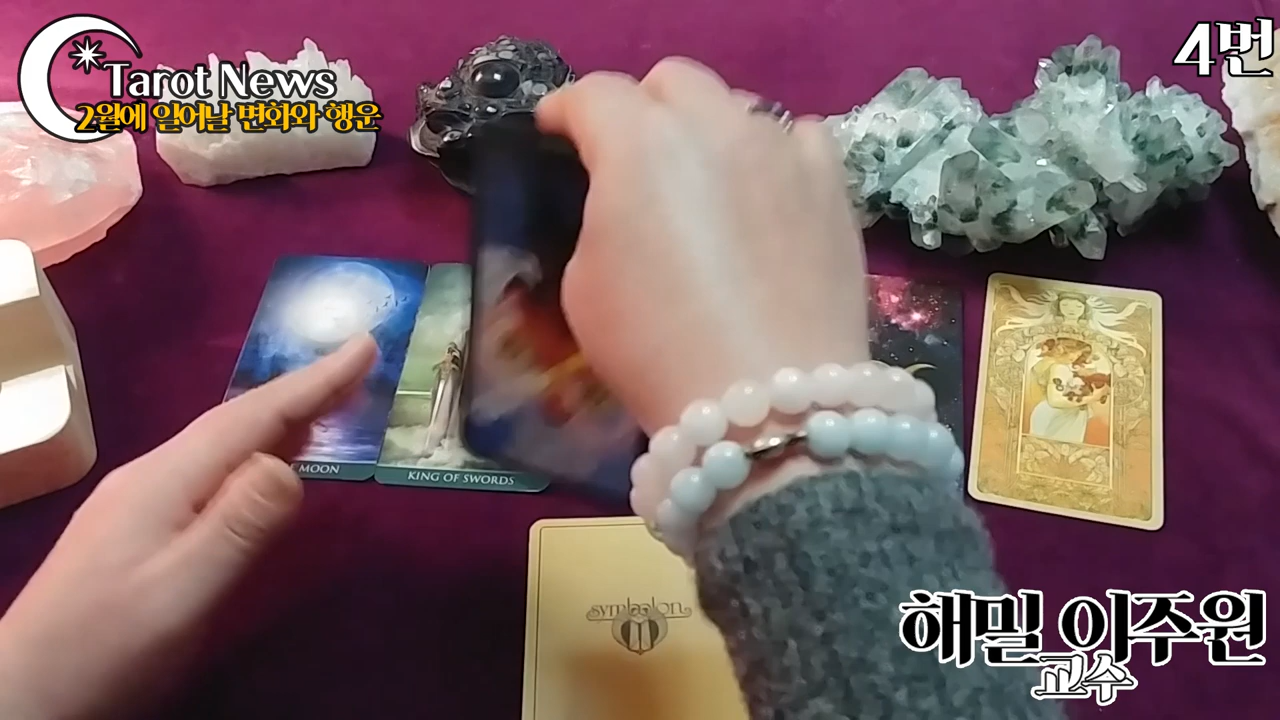 Tarot News
2월에 일어날 변화와 행운
4번
E MOON
KING OF SWORDS
symbolon
해밀 이주원
교수